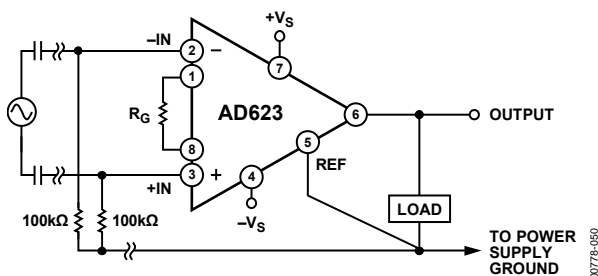 +VS
–IN
2
–
7
1
RG
AD623
6
OUTPUT
8
5
REF
3
+
+IN
4
–VS
100kΩ
100kΩ
LOAD
TO POWER
SUPPLY
GROUND
00778-050